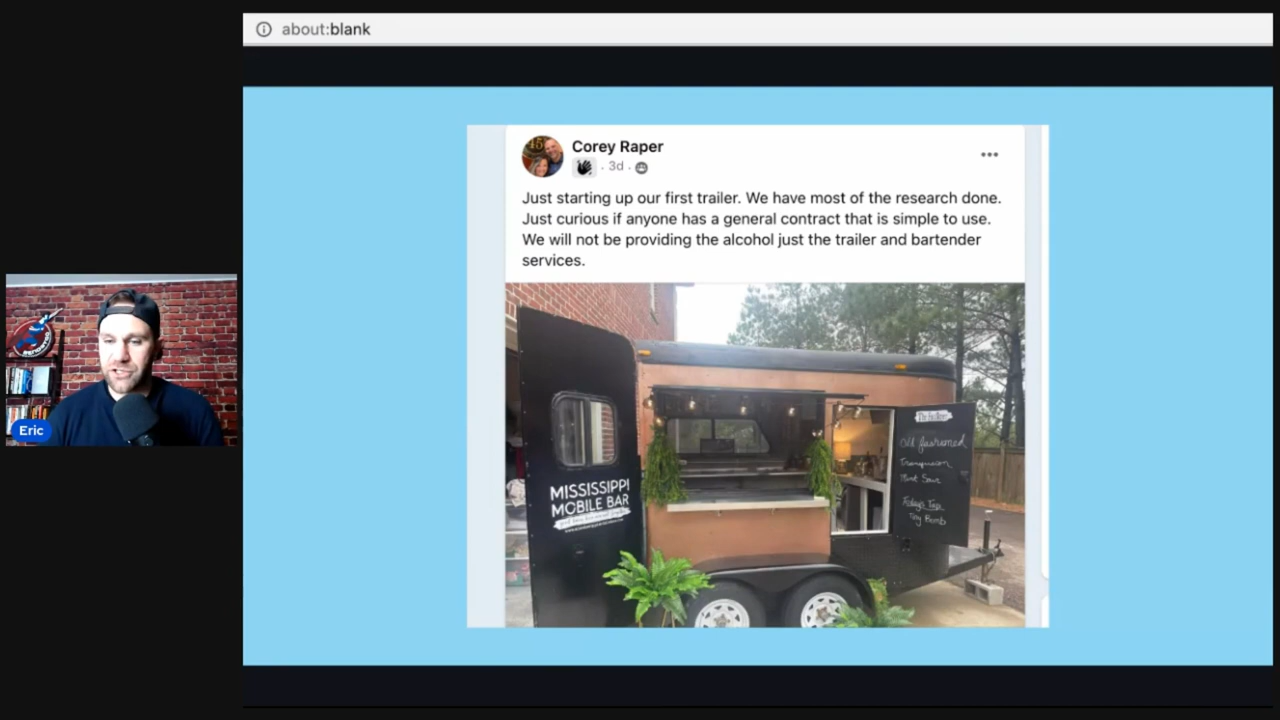 about:blank
Corey Raper
· 3d ·
Just starting up our first trailer. We have most of the research done.
Just curious if anyone has a general contract that is simple to use.
We will not be providing the alcohol just the trailer and bartender
services.
Eric
MISSISSIPPI
MOBILE BAR
Old fashioned
Todays Tap